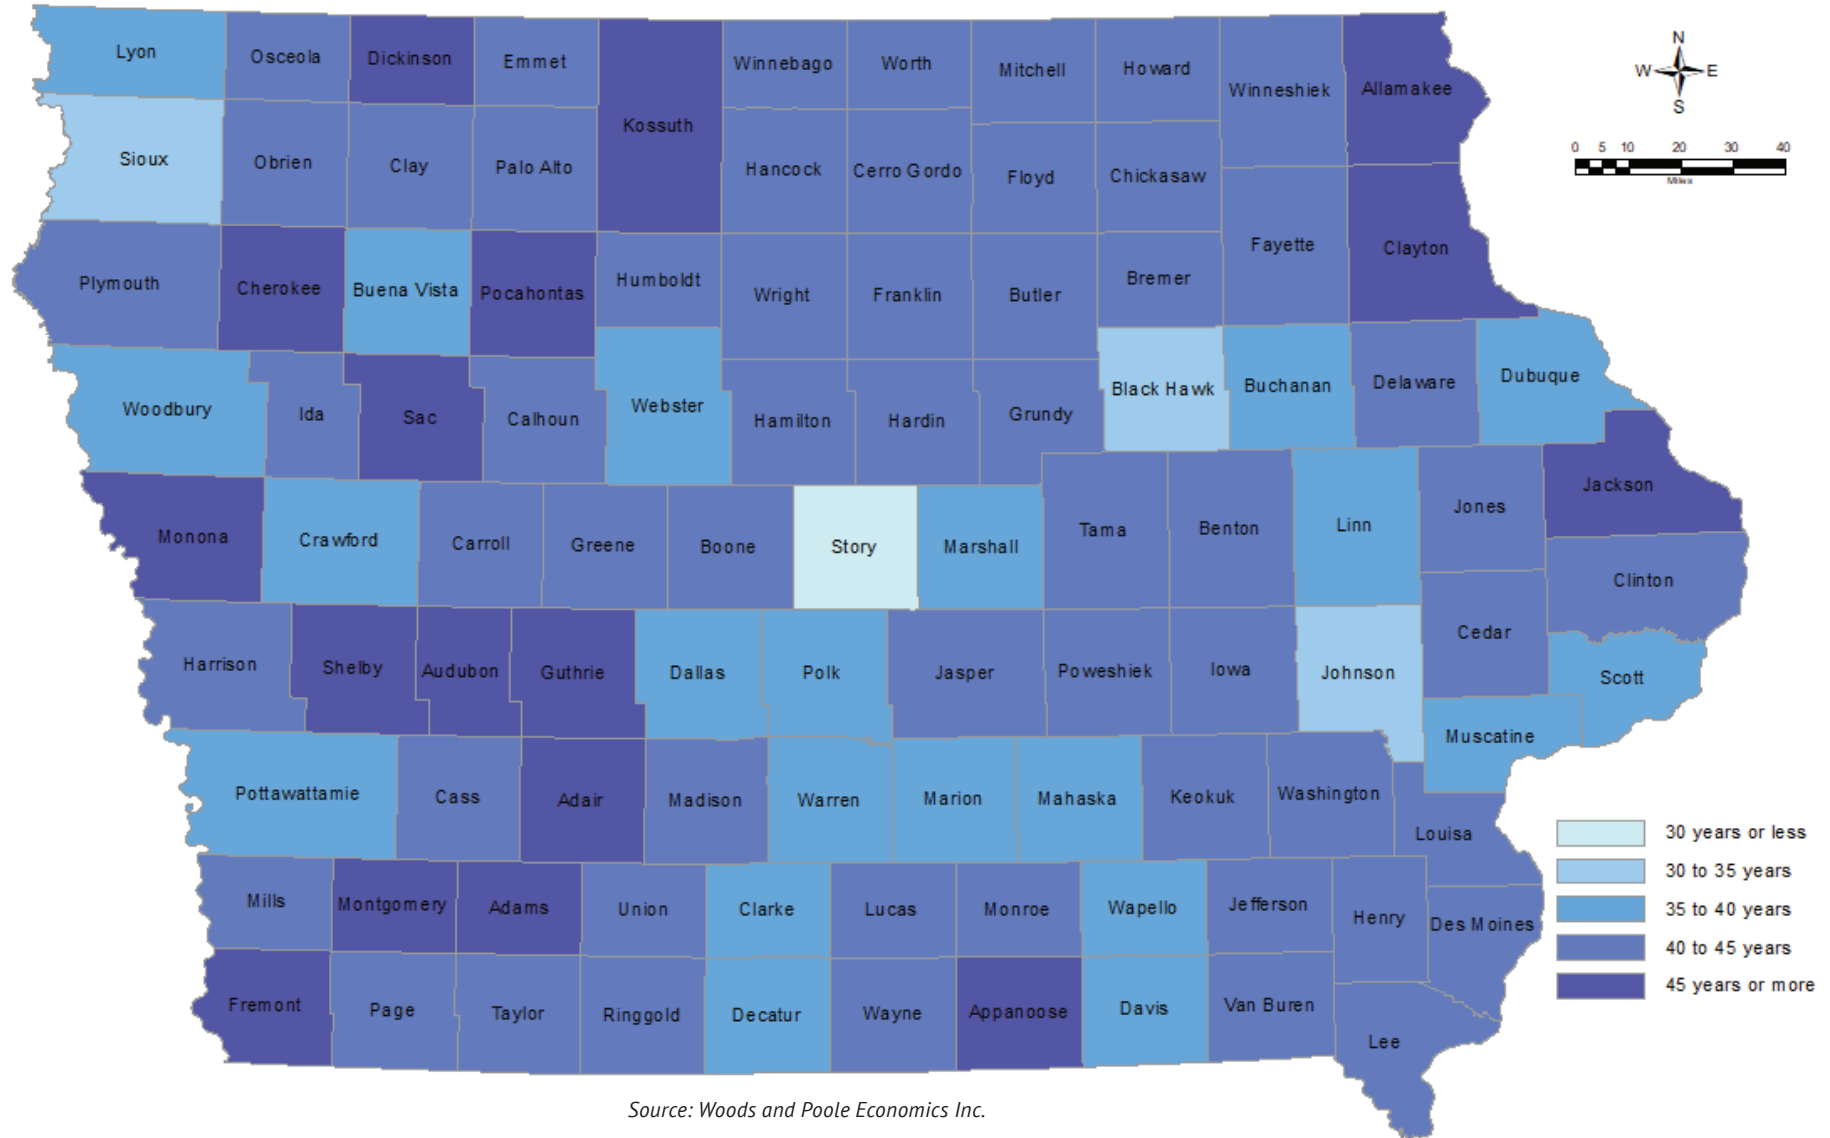 Lyon
Osceola
Dickinson
Emmet
Kossuth
Winnebago
Worth
Mitchell
Howard
Winneshiek
Allamakee
N
W E
S
0 5 10 20 30 40
Miles
Sioux
Obrien
Clay
Palo Alto
Hancock
Cerro Gordo
Floyd
Chickasaw
Fayette
Clayton
Plymouth
Cherokee
Buena Vista
Pocahontas
Humboldt
Wright
Franklin
Butler
Bremer
Woodbury
Ida
Sac
Calhoun
Webster
Hamilton
Hardin
Grundy
Black Hawk
Buchanan
Delaware
Dubuque
Monona
Crawford
Carroll
Greene
Boone
Story
Marshall
Tama
Benton
Linn
Jones
Jackson
Clinton
Harrison
Shelby
Audubon
Guthrie
Dallas
Polk
Jasper
Poweshiek
Iowa
Johnson
Cedar
Scott
Muscatine
Pottawattamie
Cass
Adair
Madison
Warren
Marion
Mahaska
Keokuk
Washington
Louisa
Mills
Montgomery
Adams
Union
Clarke
Lucas
Monroe
Wapello
Jefferson
Henry
Des Moines
Fremont
Page
Taylor
Ringgold
Decatur
Wayne
Appanoose
Davis
Van Buren
Lee
30 years or less
30 to 35 years
35 to 40 years
40 to 45 years
45 years or more
Source: Woods and Poole Economics Inc.